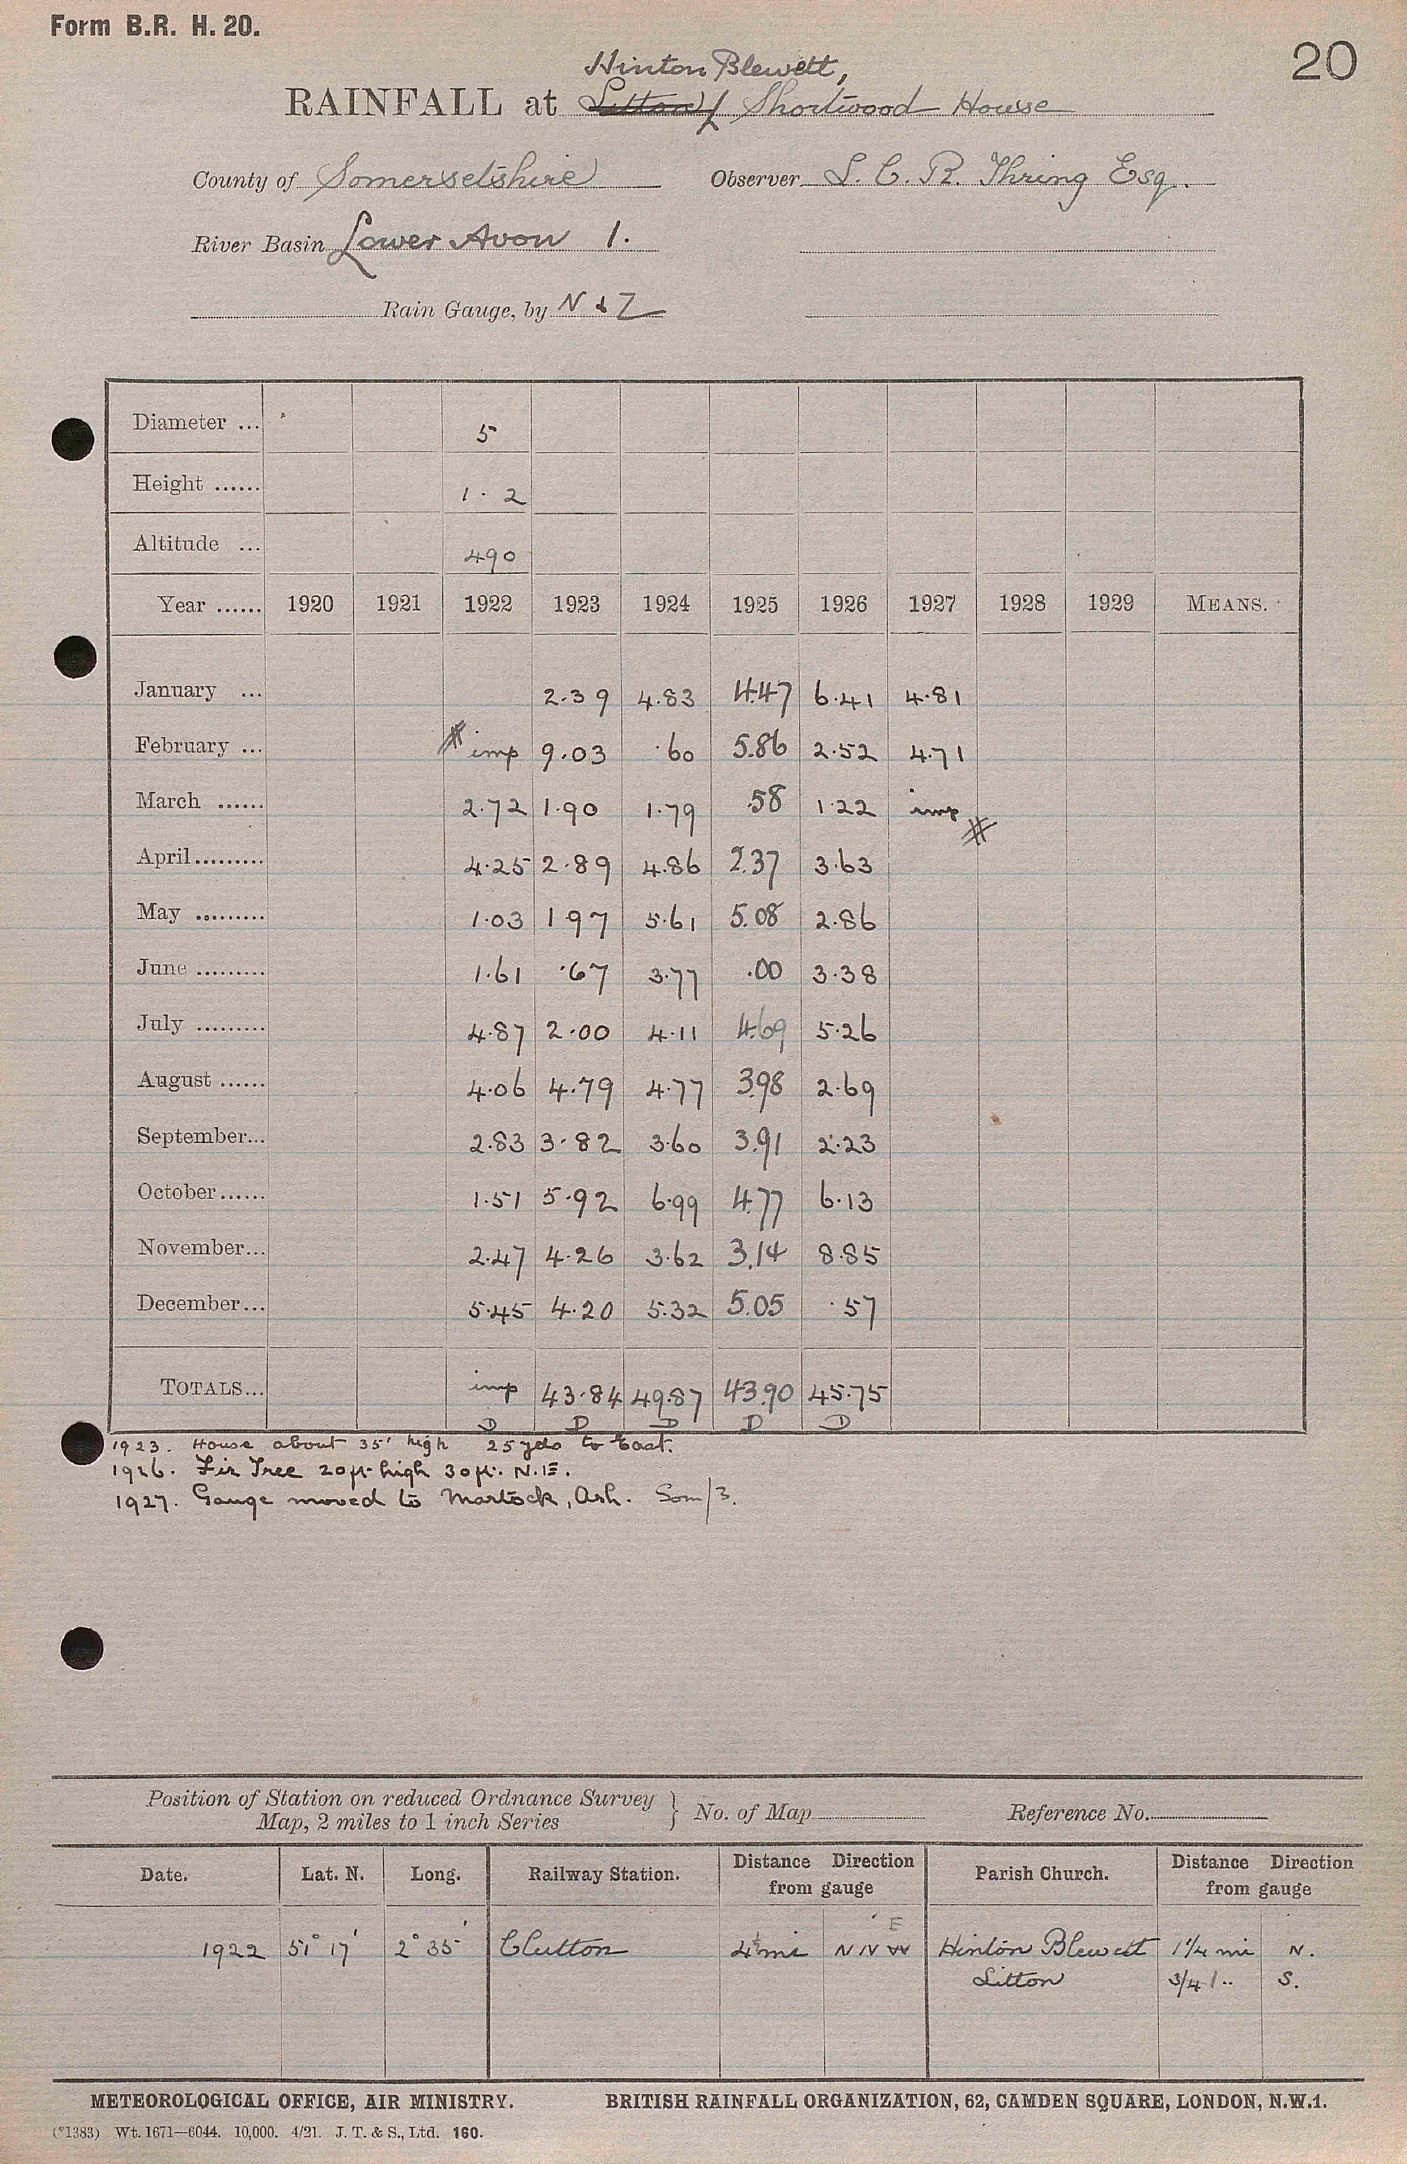 Form B.R. H. 20.
20
Hinton Blewett,
RAINFALL at Litton, Shortwood House
County of Somersetshire Observer L. C. R. Thring Esq.
River Basin Lower Avon 1.
Rain Gauge, by N & Z
Diameter ... 5
Height ...... 1. 2
Altitude ... 490
Year ...... 1920 1921 1922 1923 1924 1925 1926 1927 1928 1929 MEANS.
January ... 2.39 4.83 4.47 6.41 4.81
February ... imp 9.03 .60 5.86 2.52 4.71
March ...... 2.72 1.90 1.79 .58 1.22 imp
April......... 4.25 2.89 4.86 2.37 3.63
May ......... 1.03 1.97 5.61 5.08 2.86
June ......... 1.61 .67 3.77 .00 3.38
July ......... 4.87 2.00 4.11 4.69 5.26
August ...... 4.06 4.79 4.77 3.98 2.69
September... 2.83 3.82 3.60 3.91 2.23
October...... 1.51 5.92 6.99 4.77 6.13
November... 2.47 4.26 3.62 3.14 8.85
December... 5.45 4.20 5.32 5.05 .57
TOTALS... imp 43.84 49.87 43.90 45.75
D D D D D
1923. House about 35' high 25 yds to East.
1926. Fir Tree 20ft. high 30ft. N.E.
1927. Gauge moved to Martock, Ash. Som/3.
Position of Station on reduced Ordnance Survey
Map, 2 miles to 1 inch Series } No. of Map Reference No.
Date. Lat. N. Long. Railway Station. Distance Direction from gauge Parish Church. Distance Direction from gauge
E
1922 51° 17' 2° 35' Clutton 4½ mi N N W Hinton Blewett 1¼ mi N.
Litton 3/4 " S.
METEOROLOGICAL OFFICE, AIR MINISTRY. BRITISH RAINFALL ORGANIZATION, 62, CAMDEN SQUARE, LONDON, N.W.1.
(*1383) Wt. 1671—6044. 10,000. 4/21. J. T. & S., Ltd. 160.